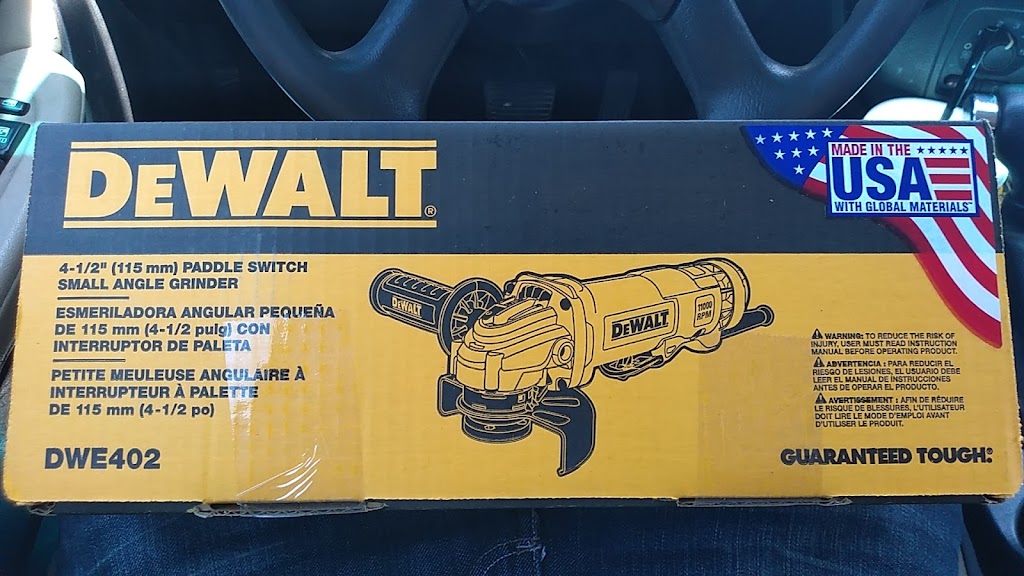 DEWALT®
MADE IN THE
USA
WITH GLOBAL MATERIALS™
4-1/2" (115 mm) PADDLE SWITCH
SMALL ANGLE GRINDER
ESMERILADORA ANGULAR PEQUEÑA
DE 115 mm (4-1/2 pulg) CON
INTERRUPTOR DE PALETA
PETITE MEULEUSE ANGULAIRE À
INTERRUPTEUR À PALETTE
DE 115 mm (4-1/2 po)
DWE402
DEWALT
DEWALT
11000
RPM
WARNING: TO REDUCE THE RISK OF
INJURY, USER MUST READ INSTRUCTION
MANUAL BEFORE OPERATING PRODUCT.
ADVERTENCIA: PARA REDUCIR EL
RIESGO DE LESIONES, EL USUARIO DEBE
LEER EL MANUAL DE INSTRUCCIONES
ANTES DE OPERAR EL PRODUCTO.
AVERTISSEMENT : AFIN DE RÉDUIRE
LE RISQUE DE BLESSURES, L'UTILISATEUR
DOIT LIRE LE MODE D'EMPLOI AVANT
D'UTILISER LE PRODUIT.
GUARANTEED TOUGH®